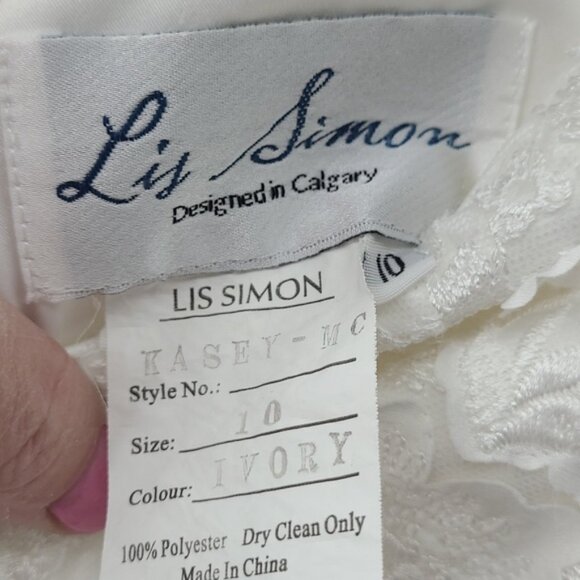 Lis Simon
Designed in Calgary
10
LIS SIMON
KASEY-MC
Style No.:
Size: 10
Colour: IVORY
100% Polyester Dry Clean Only
Made In China